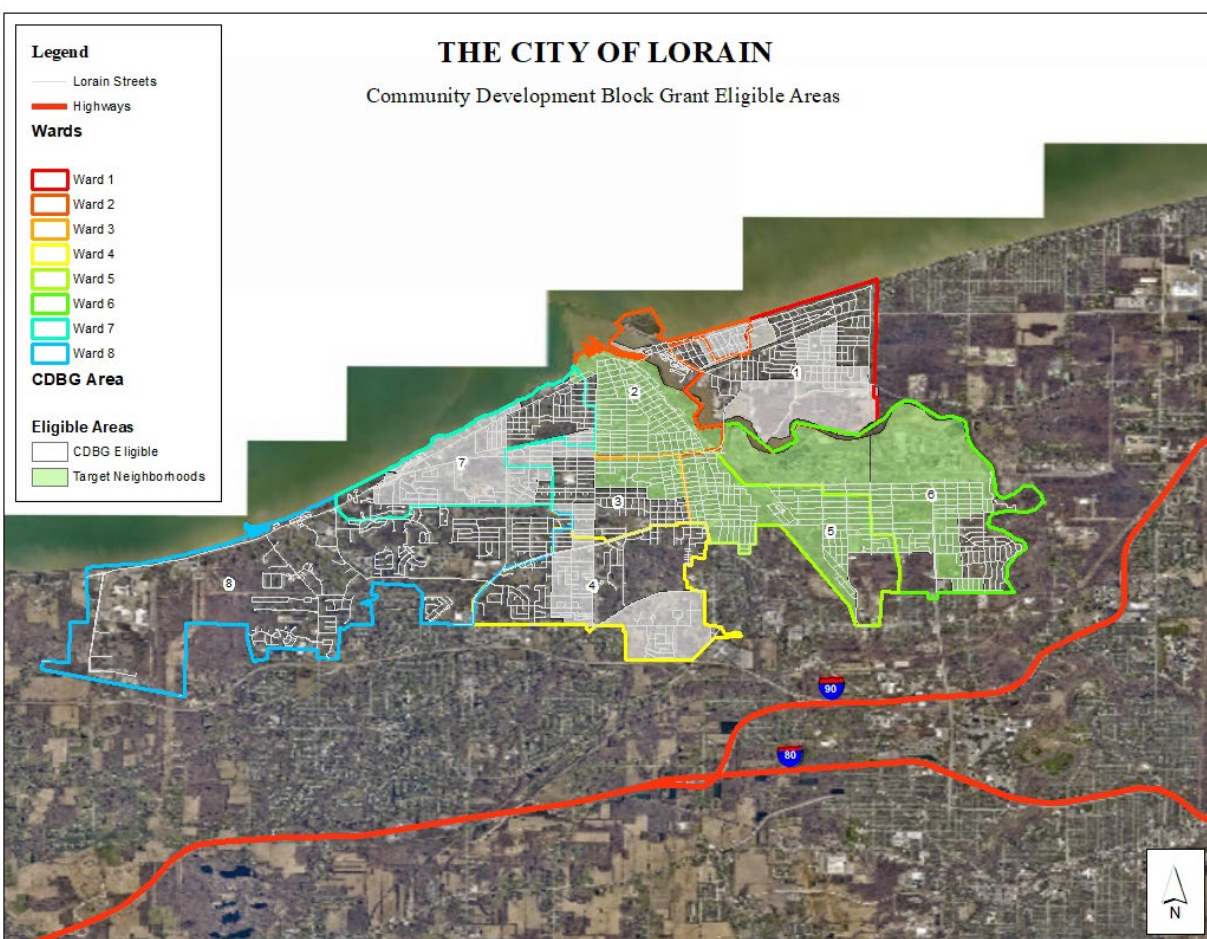 THE CITY OF LORAIN
Community Development Block Grant Eligible Areas
Legend
Lorain Streets
Highways
Wards
Ward 1
Ward 2
Ward 3
Ward 4
Ward 5
Ward 6
Ward 7
Ward 8
CDBG Area
Eligible Areas
CDBG Eligible
Target Neighborhoods
1
2
7
3
6
5
8
4
90
80
N